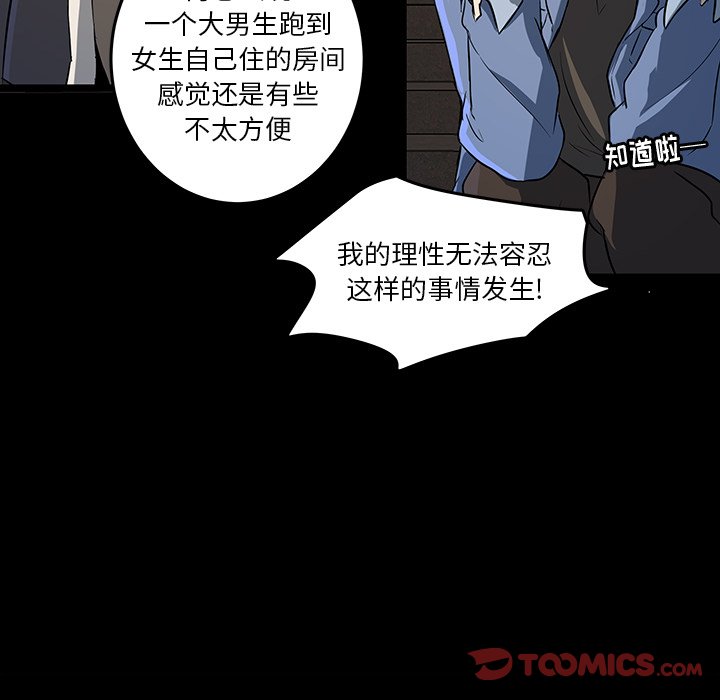 一个大男生跑到
女生自己住的房间
感觉还是有些
不太方便
知道啦
我的理性无法容忍
这样的事情发生!
TOOMICS.COM